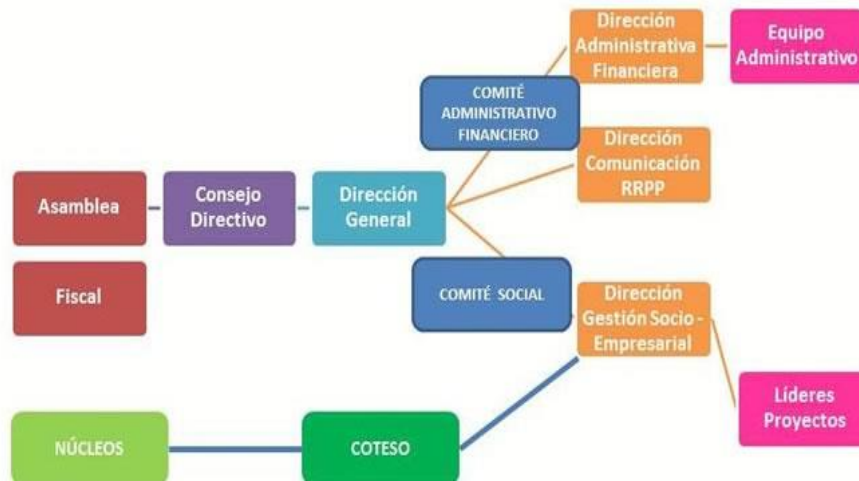 Dirección
Administrativa
Financiera
Equipo
Administrativo
COMITÉ
ADMINISTRATIVO
FINANCIERO
Dirección
Comunicación
RRPP
Asamblea
Consejo
Directivo
Dirección
General
Fiscal
COMITÉ SOCIAL
Dirección
Gestión Socio -
Empresarial
Líderes
Proyectos
NÚCLEOS
COTESO